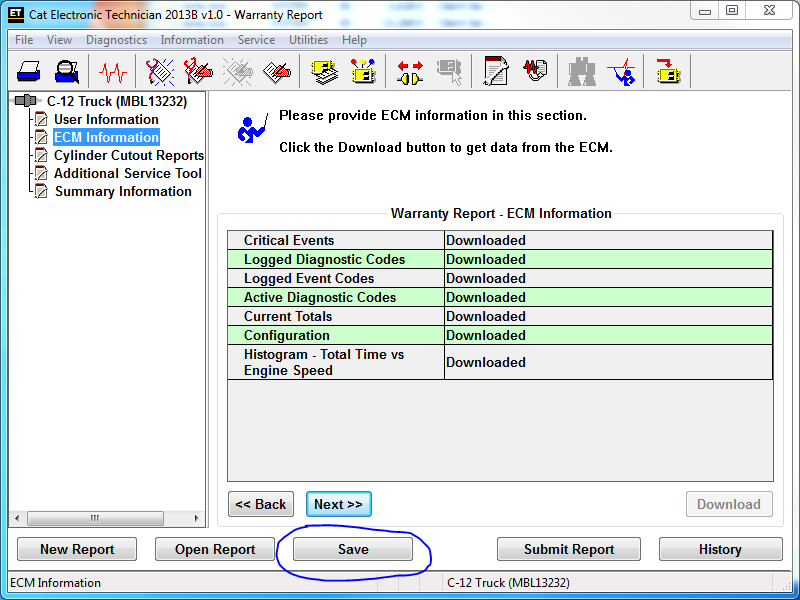 ET Cat Electronic Technician 2013B v1.0 - Warranty Report
File View Diagnostics Information Service Utilities Help
C-12 Truck (MBL13232)
User Information
ECM Information
Cylinder Cutout Reports
Additional Service Tool
Summary Information
Please provide ECM information in this section.
Click the Download button to get data from the ECM.
Warranty Report - ECM Information
Critical Events Downloaded
Logged Diagnostic Codes Downloaded
Logged Event Codes Downloaded
Active Diagnostic Codes Downloaded
Current Totals Downloaded
Configuration Downloaded
Histogram - Total Time vs
Engine Speed Downloaded
<< Back Next >> Download
New Report Open Report Save Submit Report History
ECM Information C-12 Truck (MBL13232)